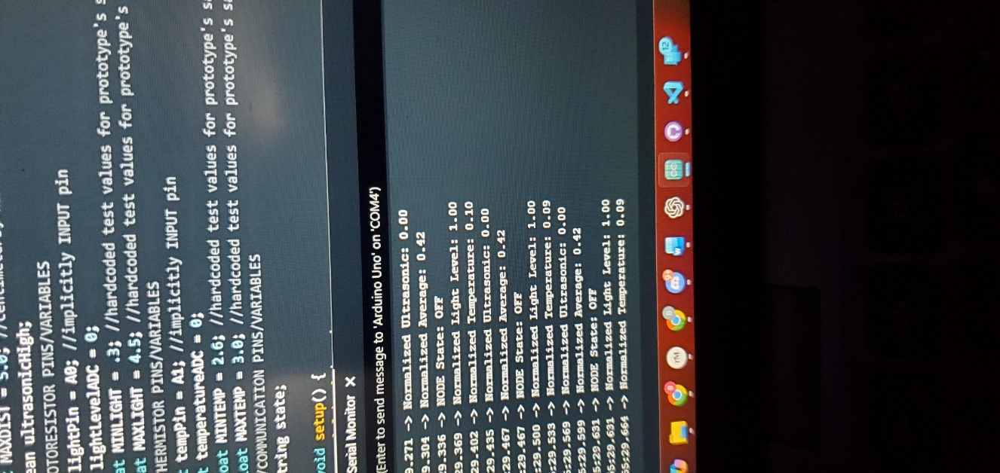 MAXDIST = 5.0;
ean ultrasonicHigh;
OTORESISTOR PINS/VARIABLES
lightPin = A0; //implicitly INPUT pin
lightLevelADC = 0;
at MINLIGHT = .3; //hardcoded test values for prototype's s
at MAXLIGHT = 4.5; //hardcoded test values for prototype's
HERMISTOR PINS/VARIABLES
t tempPin = A1; //implicitly INPUT pin
t temperatureADC = 0;
oat MINTEMP = 2.6; //hardcoded test values for prototype's s
loat MAXTEMP = 3.0; //hardcoded test values for prototype's s
/COMMUNICATION PINS/VARIABLES
tring state;
void setup() {
Serial Monitor ×
(Enter to send message to 'Arduino Uno' on 'COM4')
9.271 -> Normalized Ultrasonic: 0.00
9.304 -> Normalized Average: 0.42
29.336 -> NODE State: OFF
29.369 -> Normalized Light Level: 1.00
29.402 -> Normalized Temperature: 0.10
:29.435 -> Normalized Ultrasonic: 0.00
:29.467 -> Normalized Average: 0.42
:29.467 -> NODE State: OFF
:29.500 -> Normalized Light Level: 1.00
:29.533 -> Normalized Temperature: 0.09
5:29.569 -> Normalized Ultrasonic: 0.00
5:29.599 -> Normalized Average: 0.42
5:29.631 -> NODE State: OFF
55:29.631 -> Normalized Light Level: 1.00
55:29.664 -> Normalized Temperature: 0.09
rM
W
12